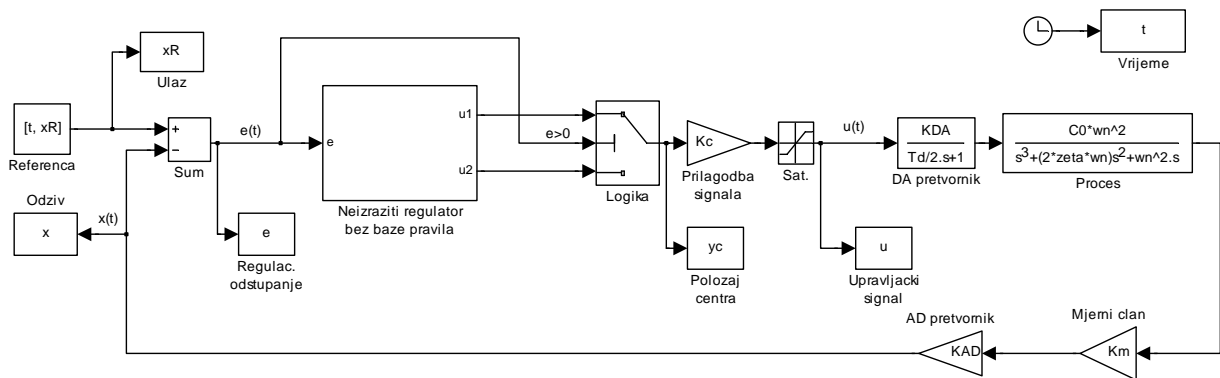 xR
Ulaz
t
Vrijeme
[t, xR]
Referenca
+
−
Sum
e(t)
e
u1
u2
Neizraziti regulator
bez baze pravila
e>0
Logika
Kc
Prilagodba
signala
Sat.
u(t)
KDA
Td/2.s+1
DA pretvornik
C0*wn^2
s^3+(2*zeta*wn)s^2+wn^2.s
Proces
Odziv
x
x(t)
e
Regulac.
odstupanje
yc
Polozaj
centra
u
Upravljacki
signal
AD pretvornik
KAD
Mjerni clan
Km